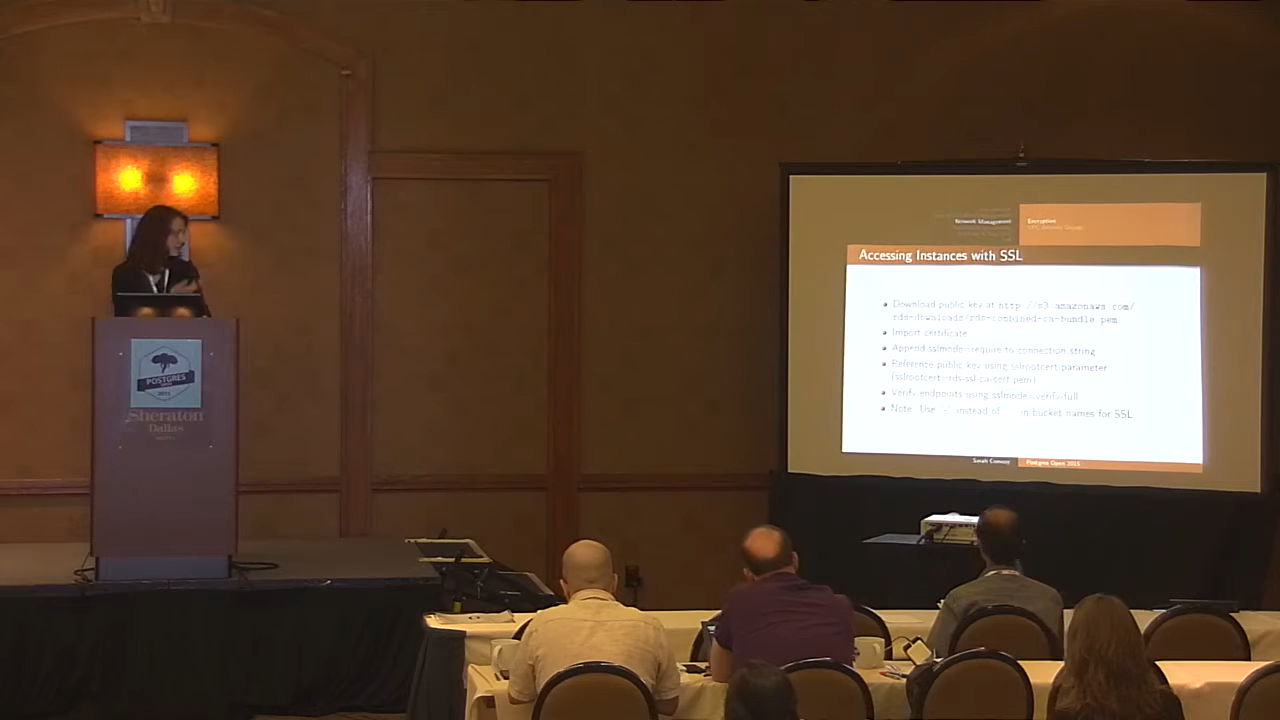 Network Management
Encryption
Accessing Instances with SSL
Download public key at http://s3.amazonaws.com/
rds-downloads/rds-combined-ca-bundle.pem
Import certificate
Append sslmode=require to connection string
Reference public key using sslrootcert parameter
(sslrootcert=rds-ssl-ca-cert.pem)
Verify endpoints using sslmode=verify-full
Note: Use '-' instead of in bucket names for SSL
Sarah Conway
Postgres Open 2015
POSTGRES
OPEN
2015
Sheraton
Dallas
HOTEL